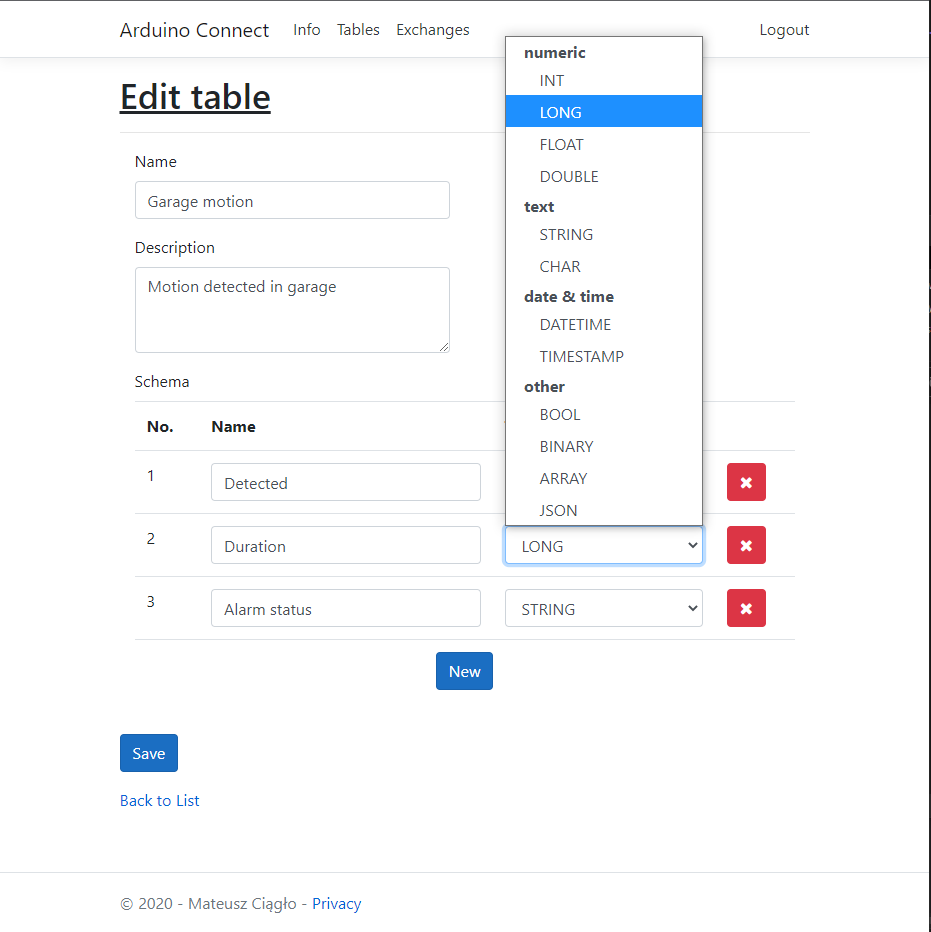 Arduino Connect Info Tables Exchanges Logout
Edit table
Name
Garage motion
Description
Motion detected in garage
Schema
No. Name
1 Detected
2 Duration LONG
3 Alarm status STRING
numeric
INT
LONG
FLOAT
DOUBLE
text
STRING
CHAR
date & time
DATETIME
TIMESTAMP
other
BOOL
BINARY
ARRAY
JSON
New
Save
Back to List
© 2020 - Mateusz Ciągło - Privacy